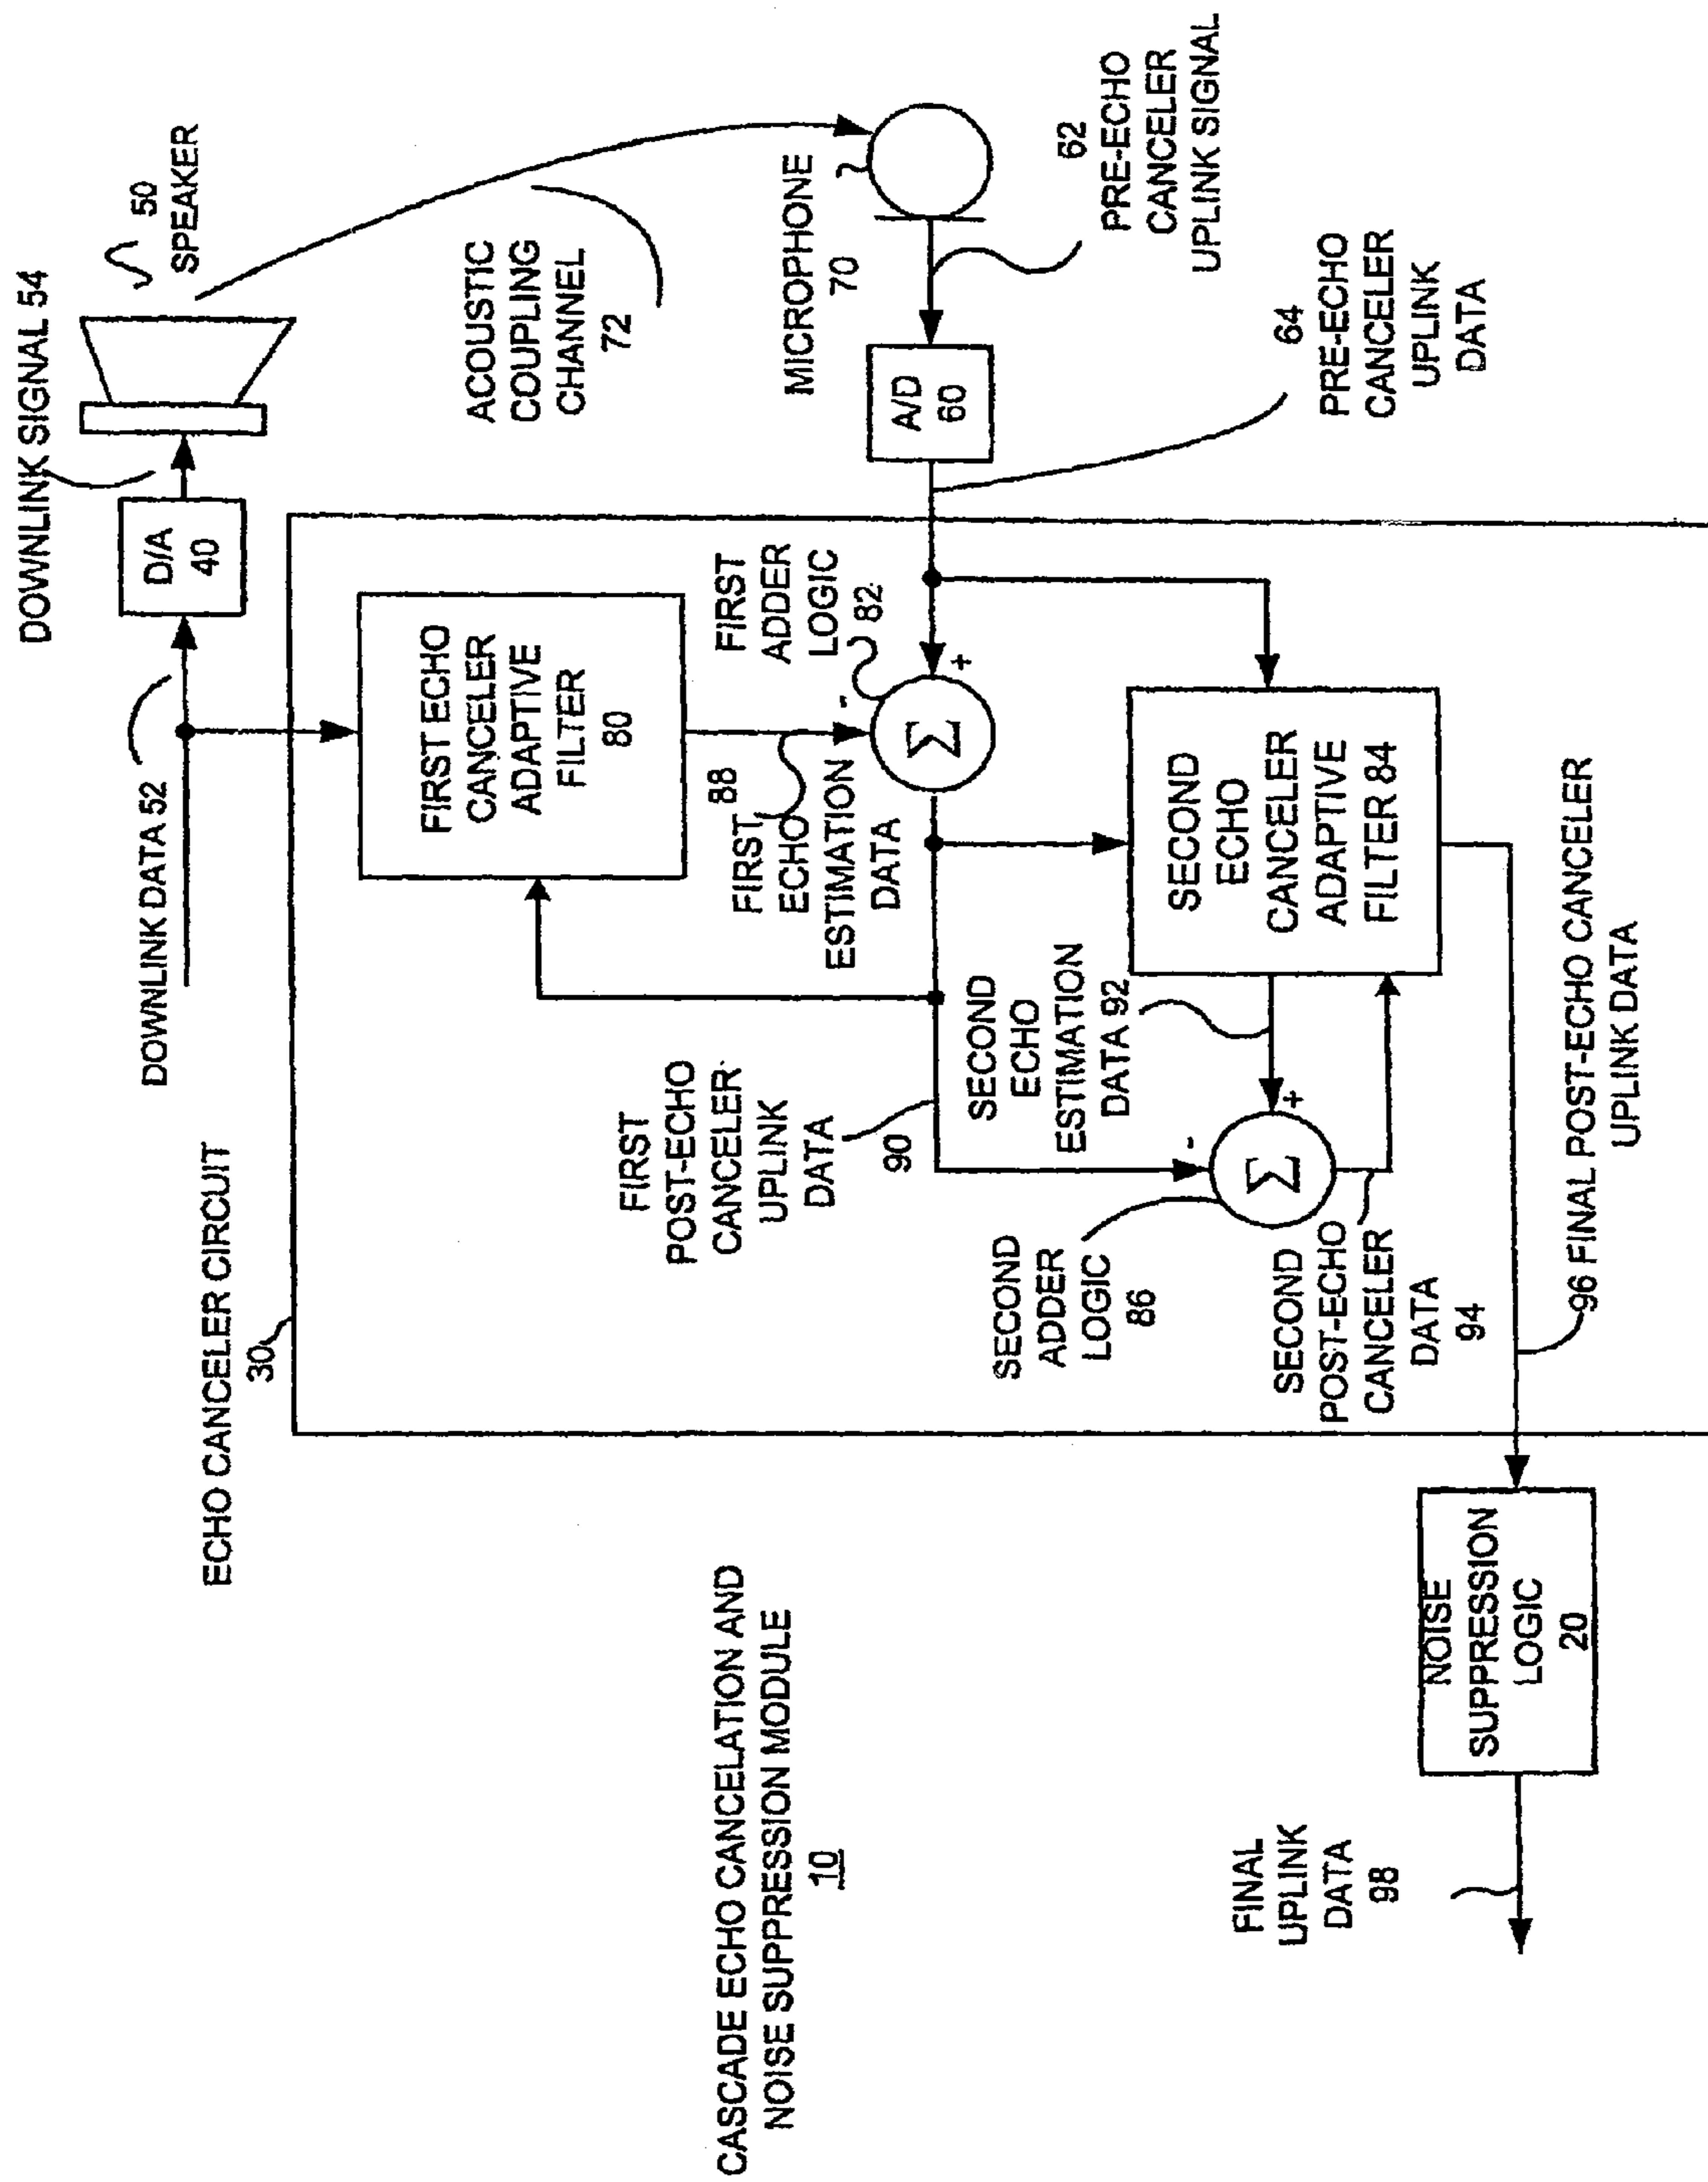 DOWNLINK SIGNAL 54
50
SPEAKER
D/A
40
DOWNLINK DATA 52
ECHO CANCELER CIRCUIT
30
FIRST ECHO
CANCELER
ADAPTIVE
FILTER
80
ACOUSTIC
COUPLING
CHANNEL
72
FIRST
ADDER
LOGIC
82
88
FIRST
ECHO
ESTIMATION
DATA
-
+
Σ
MICROPHONE
70
A/D
60
62
PRE-ECHO
CANCELER
UPLINK SIGNAL
64
PRE-ECHO
CANCELER
UPLINK
DATA
FIRST
POST-ECHO
CANCELER
UPLINK
DATA
90
SECOND
ECHO
ESTIMATION
DATA 92
SECOND
ECHO
CANCELER
ADAPTIVE
FILTER 84
-
+
Σ
SECOND
ADDER
LOGIC
86
SECOND
POST-ECHO
CANCELER
DATA
94
96 FINAL POST-ECHO CANCELER
UPLINK DATA
CASCADE ECHO CANCELATION AND
NOISE SUPPRESSION MODULE
10
NOISE
SUPPRESSION
LOGIC
20
FINAL
UPLINK
DATA
98